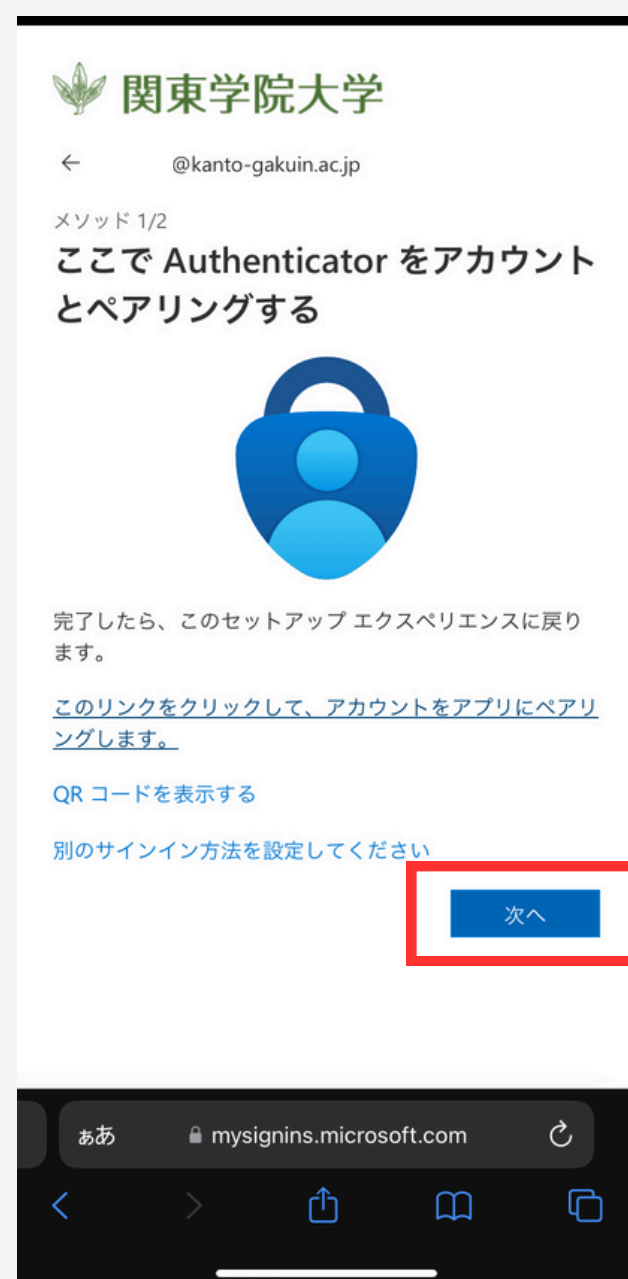 関東学院大学
← @kanto-gakuin.ac.jp
メソッド 1/2
ここで Authenticator をアカウント
とペアリングする
完了したら、このセットアップ エクスペリエンスに戻り
ます。
このリンクをクリックして、アカウントをアプリにペアリ
ングします。
QR コードを表示する
別のサインイン方法を設定してください
次へ
ぁあ mysignins.microsoft.com